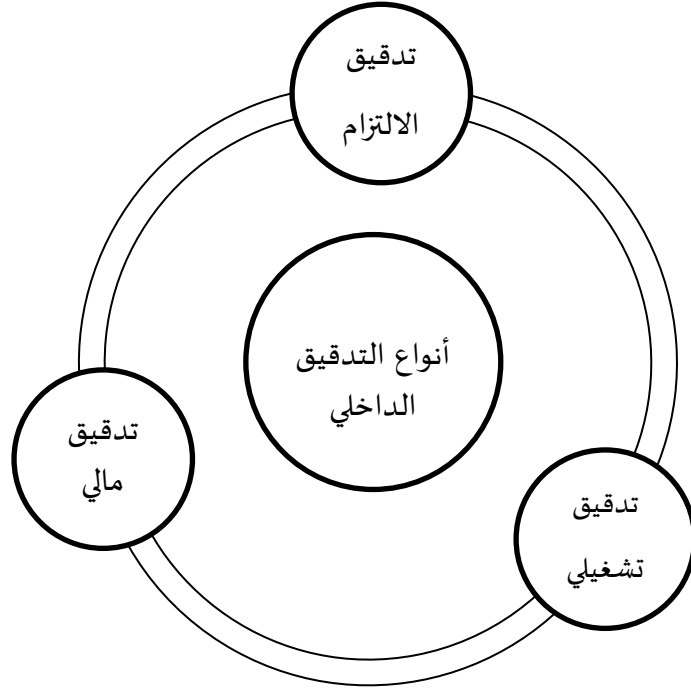 تدقيق
الالتزام
أنواع التدقيق
الداخلي
تدقيق
مالي
تدقيق
تشغيلي